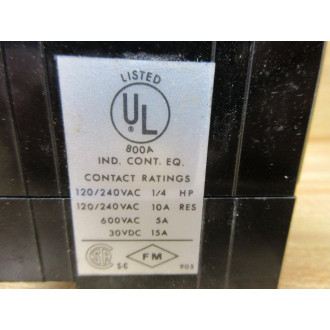 LISTED
UL
®
800A
IND. CONT. EQ.
CONTACT RATINGS
120/240VAC 1/4 HP
120/240VAC 10A RES
600VAC 5A
30VDC 15A
S-E
FM